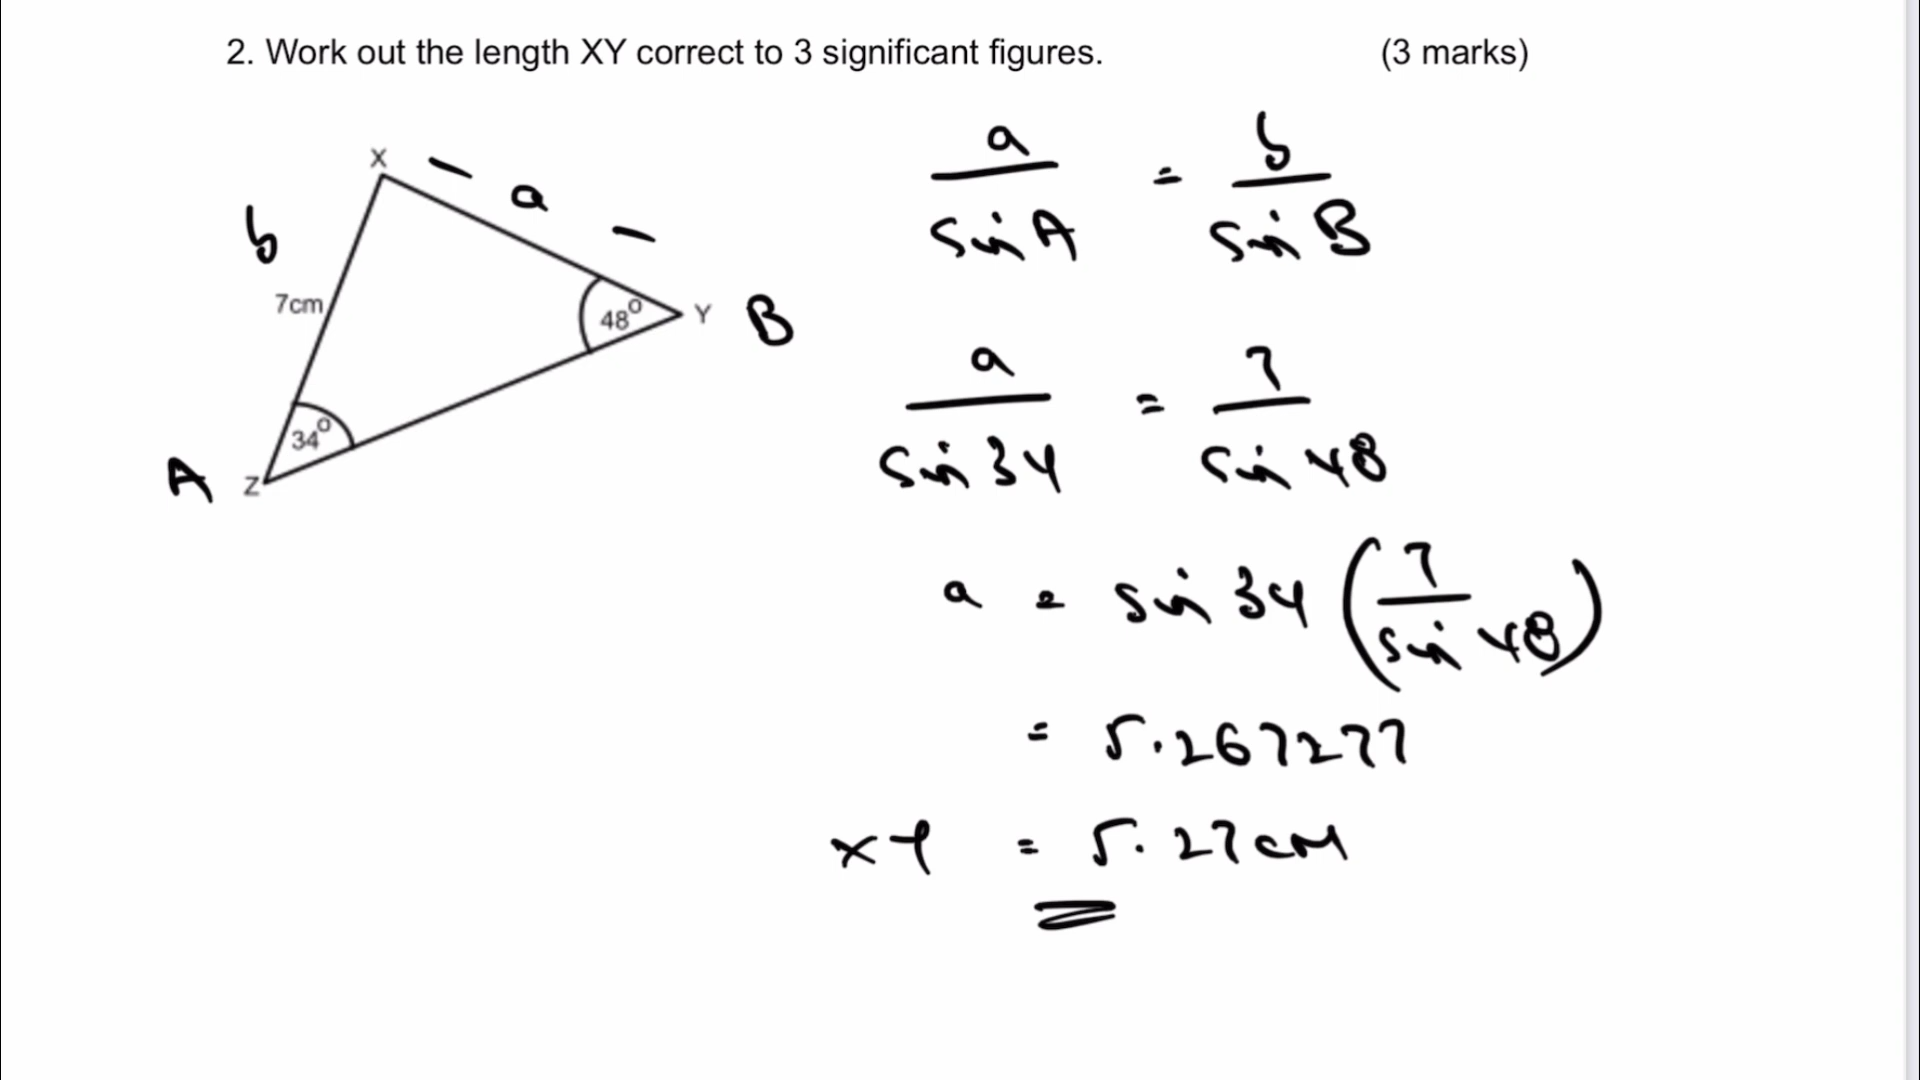 2. Work out the length XY correct to 3 significant figures. (3 marks)
X
a
b
7cm
48°
Y
B
34°
A
Z
a / sin A = b / sin B
a / sin 34 = 7 / sin 48
a = sin 34 ( 7 / sin 48 )
= 5.267277
XY = 5.27cm